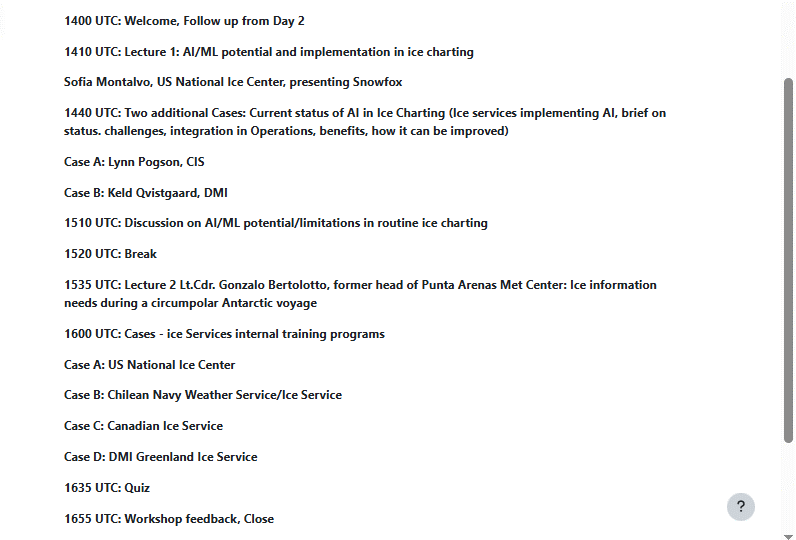 1400 UTC: Welcome, Follow up from Day 2
1410 UTC: Lecture 1: AI/ML potential and implementation in ice charting
Sofia Montalvo, US National Ice Center, presenting Snowfox
1440 UTC: Two additional Cases: Current status of AI in Ice Charting (Ice services implementing AI, brief on
status. challenges, integration in Operations, benefits, how it can be improved)
Case A: Lynn Pogson, CIS
Case B: Keld Qvistgaard, DMI
1510 UTC: Discussion on AI/ML potential/limitations in routine ice charting
1520 UTC: Break
1535 UTC: Lecture 2 Lt.Cdr. Gonzalo Bertolotto, former head of Punta Arenas Met Center: Ice information
needs during a circumpolar Antarctic voyage
1600 UTC: Cases - ice Services internal training programs
Case A: US National Ice Center
Case B: Chilean Navy Weather Service/Ice Service
Case C: Canadian Ice Service
Case D: DMI Greenland Ice Service
1635 UTC: Quiz
?
1655 UTC: Workshop feedback, Close